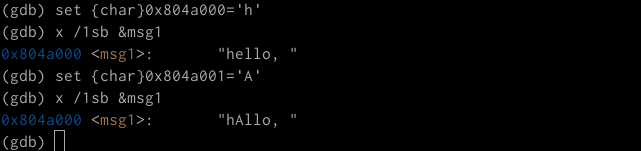 (gdb) set {char}0x804a000='h'
(gdb) x /1sb &msg1
0x804a000 <msg1>:       "hello, "
(gdb) set {char}0x804a001='A'
(gdb) x /1sb &msg1
0x804a000 <msg1>:       "hAllo, "
(gdb)